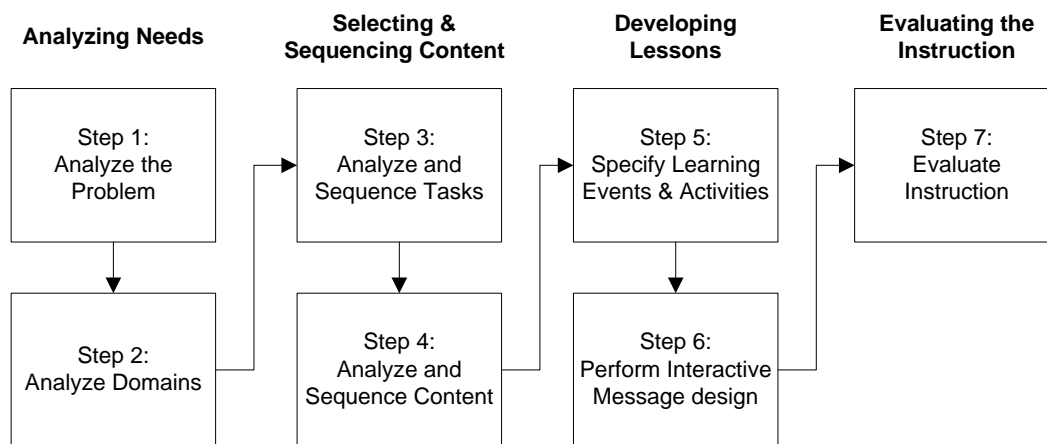 Analyzing Needs
Selecting &
Sequencing Content
Developing
Lessons
Evaluating the
Instruction
Step 1:
Analyze the
Problem
Step 2:
Analyze Domains
Step 3:
Analyze and
Sequence Tasks
Step 4:
Analyze and
Sequence Content
Step 5:
Specify Learning
Events & Activities
Step 6:
Perform Interactive
Message design
Step 7:
Evaluate
Instruction